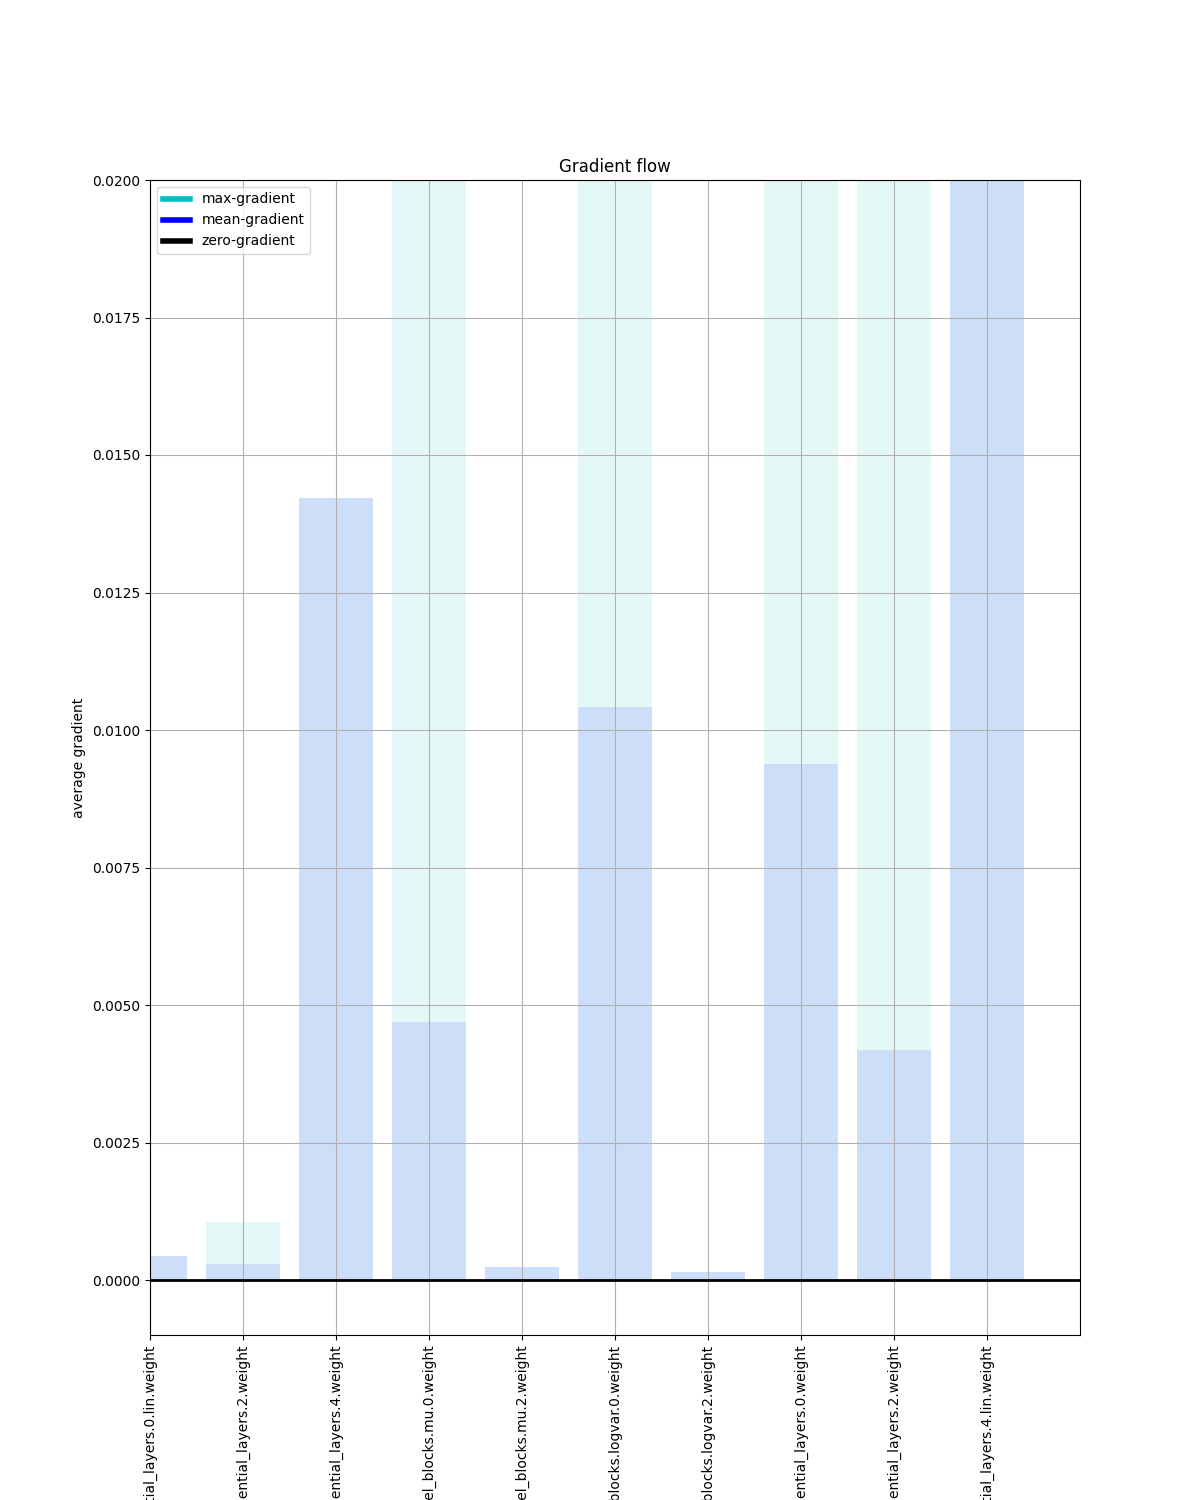 Gradient flow
max-gradient
mean-gradient
zero-gradient
0.0200
0.0175
0.0150
0.0125
0.0100
0.0075
0.0050
0.0025
0.0000
average gradient
tial_layers.0.lin.weight
ential_layers.2.weight
ential_layers.4.weight
el_blocks.mu.0.weight
el_blocks.mu.2.weight
blocks.logvar.0.weight
blocks.logvar.2.weight
ential_layers.0.weight
ential_layers.2.weight
tial_layers.4.lin.weight